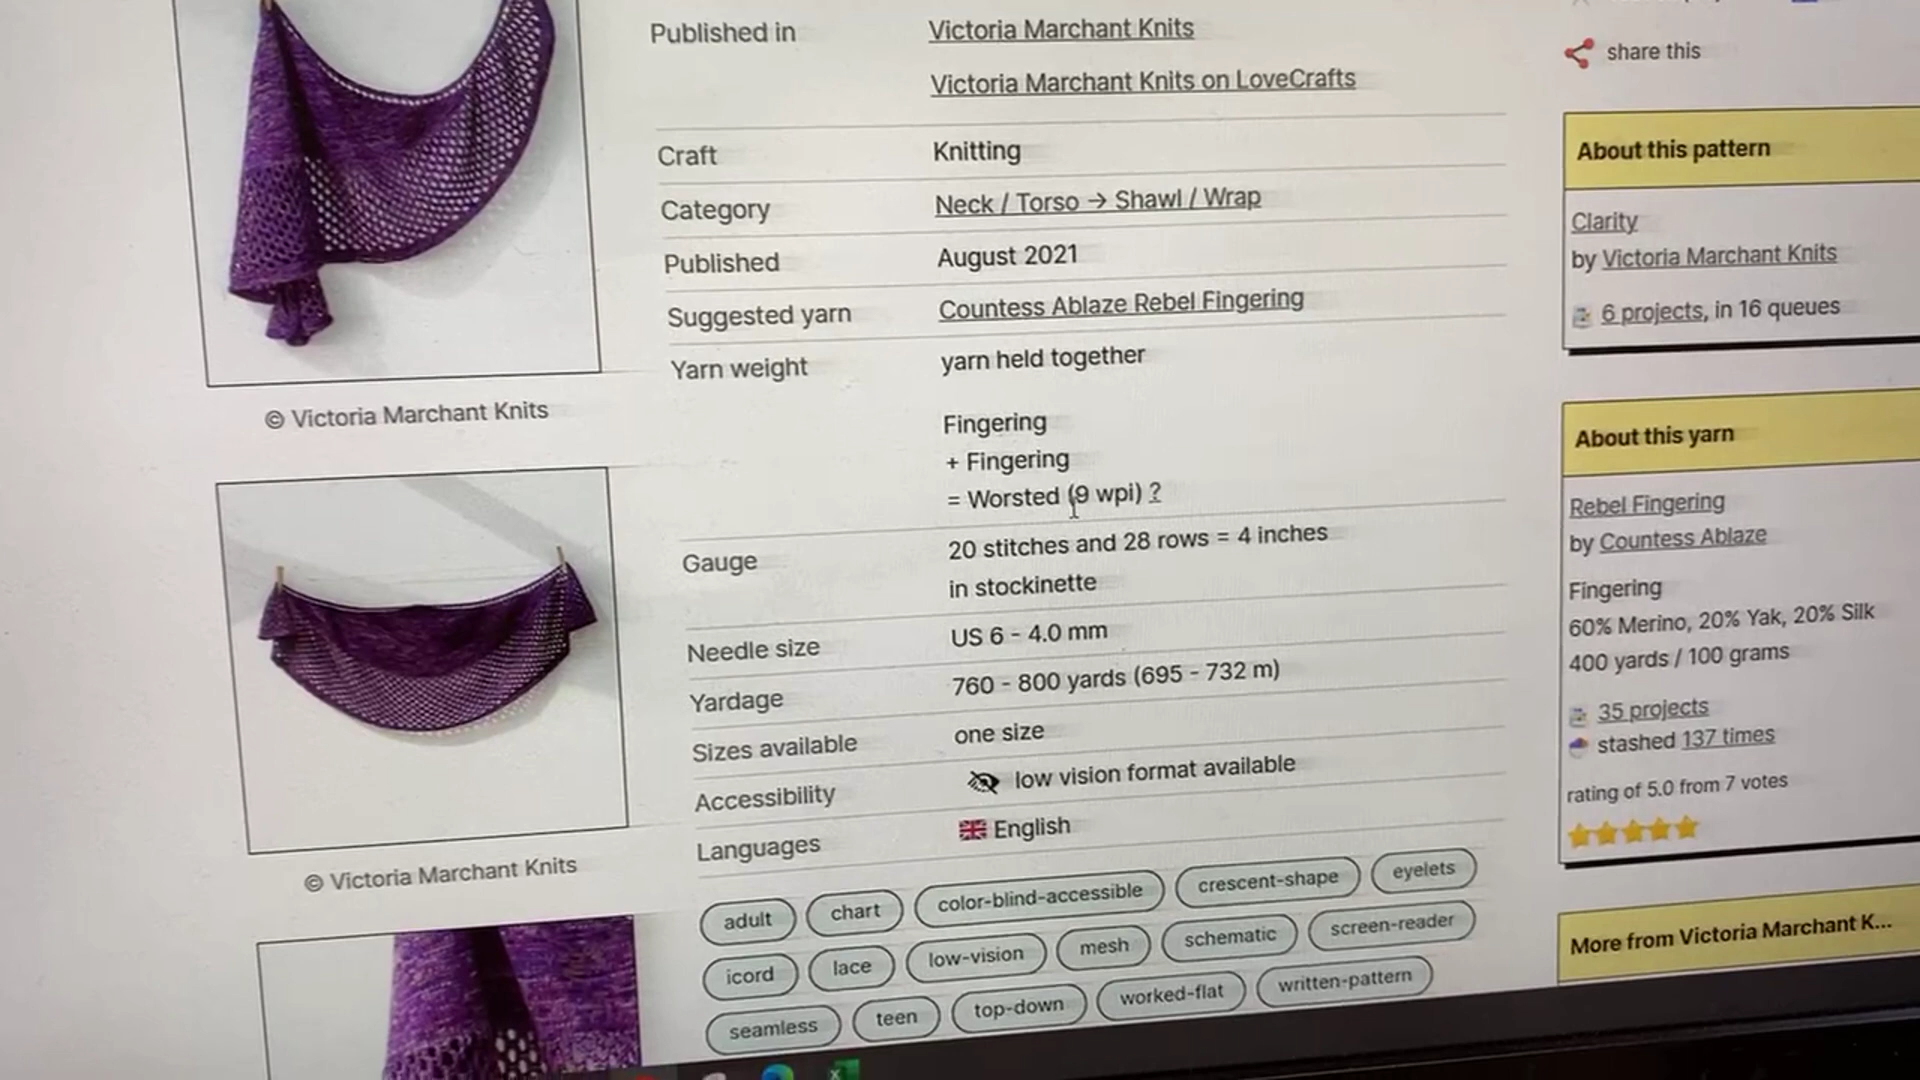 Published in
Victoria Marchant Knits
Victoria Marchant Knits on LoveCrafts
Craft
Knitting
Category
Neck / Torso → Shawl / Wrap
Published
August 2021
Suggested yarn
Countess Ablaze Rebel Fingering
Yarn weight
yarn held together
Fingering
+ Fingering
= Worsted (9 wpi) ?
Gauge
20 stitches and 28 rows = 4 inches
in stockinette
Needle size
US 6 - 4.0 mm
Yardage
760 - 800 yards (695 - 732 m)
Sizes available
one size
Accessibility
low vision format available
Languages
English
adult
chart
color-blind-accessible
crescent-shape
eyelets
icord
lace
low-vision
mesh
schematic
screen-reader
seamless
teen
top-down
worked-flat
written-pattern
© Victoria Marchant Knits
© Victoria Marchant Knits
share this
About this pattern
Clarity
by Victoria Marchant Knits
6 projects, in 16 queues
About this yarn
Rebel Fingering
by Countess Ablaze
Fingering
60% Merino, 20% Yak, 20% Silk
400 yards / 100 grams
35 projects
stashed 137 times
rating of 5.0 from 7 votes
More from Victoria Marchant K...